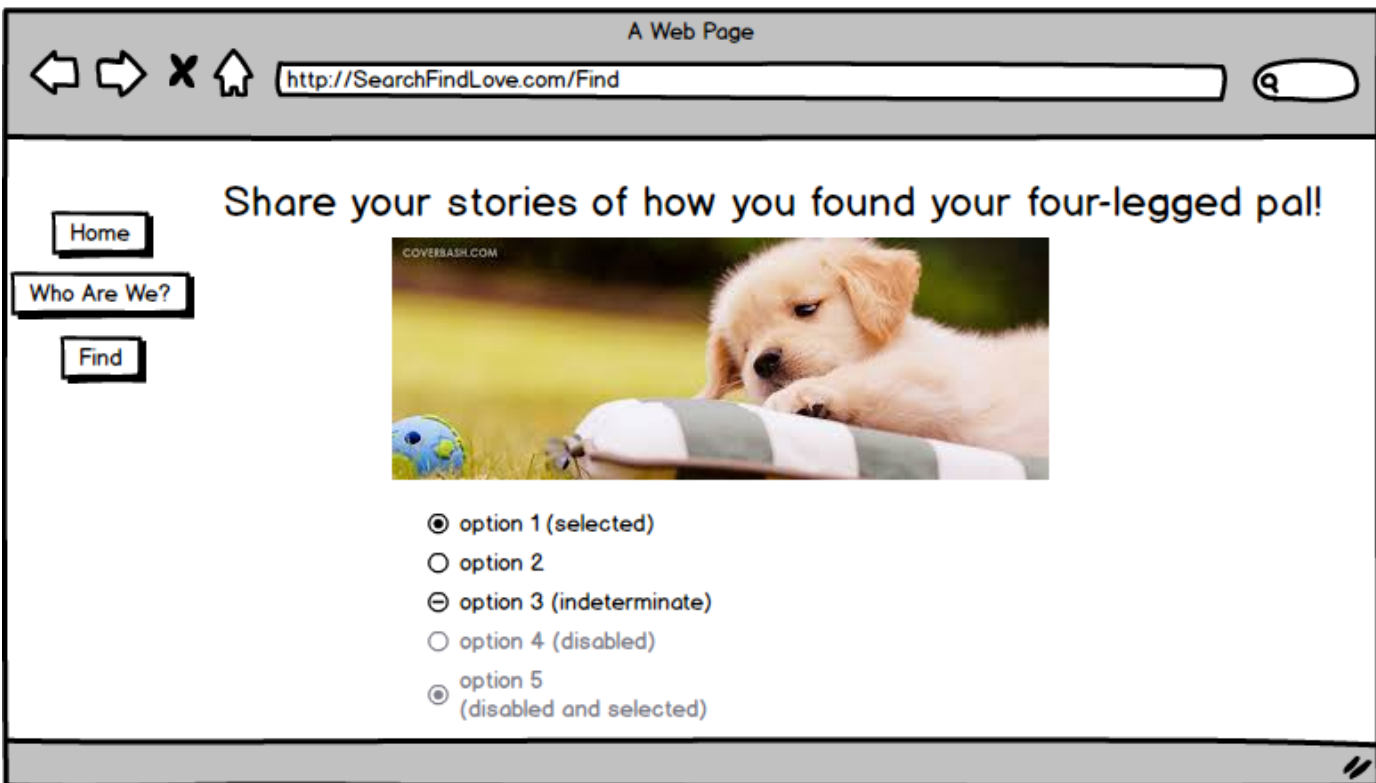 A Web Page
http://SearchFindLove.com/Find
Share your stories of how you found your four-legged pal!
Home
Who Are We?
Find
COVERBASH.COM
option 1 (selected)
option 2
option 3 (indeterminate)
option 4 (disabled)
option 5
(disabled and selected)